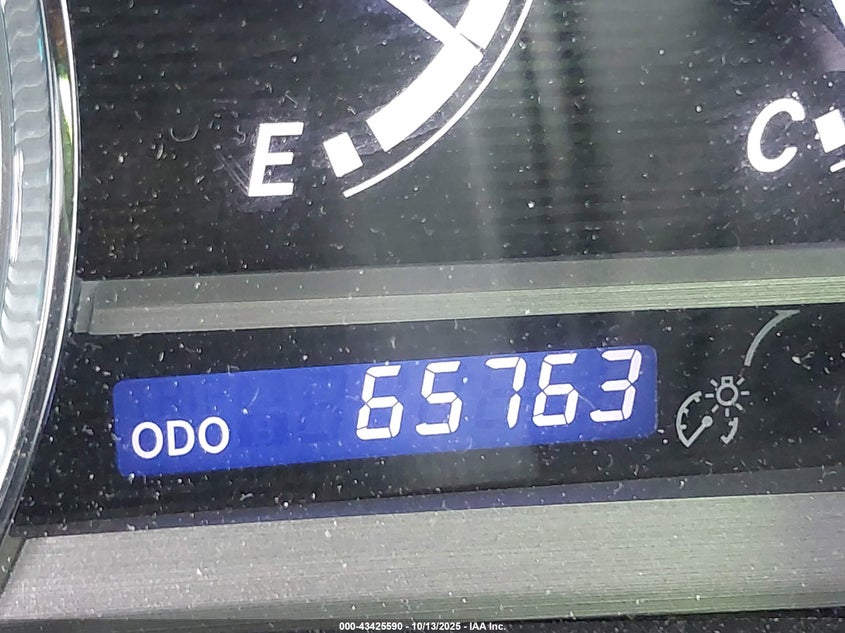 E
C
ODO 65763
000-43425590 - 10/13/2025 - IAA Inc.